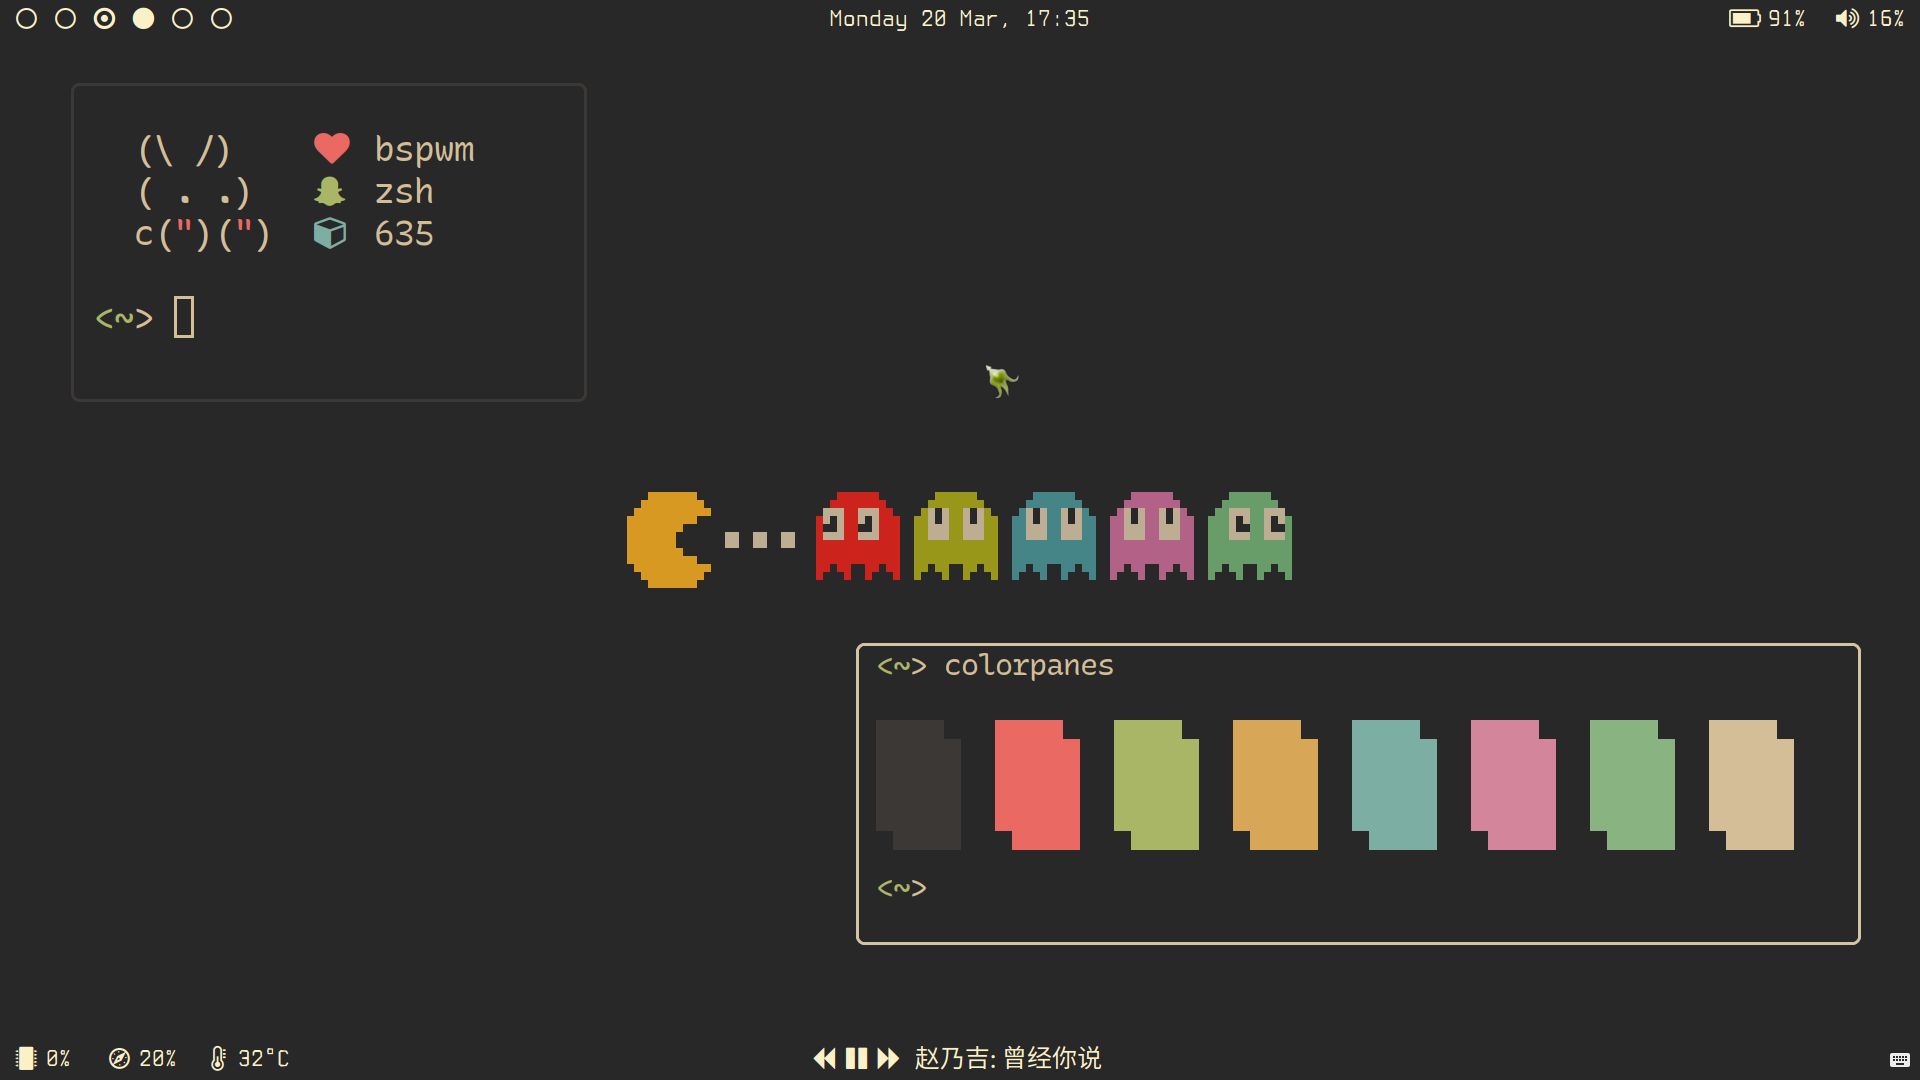 Monday 20 Mar, 17:35
91%
16%
(\ /)
( . .)
c(")(")
bspwm
zsh
635
<~>
<~> colorpanes
<~>
0%
20%
32°C
赵乃吉: 曾经你说